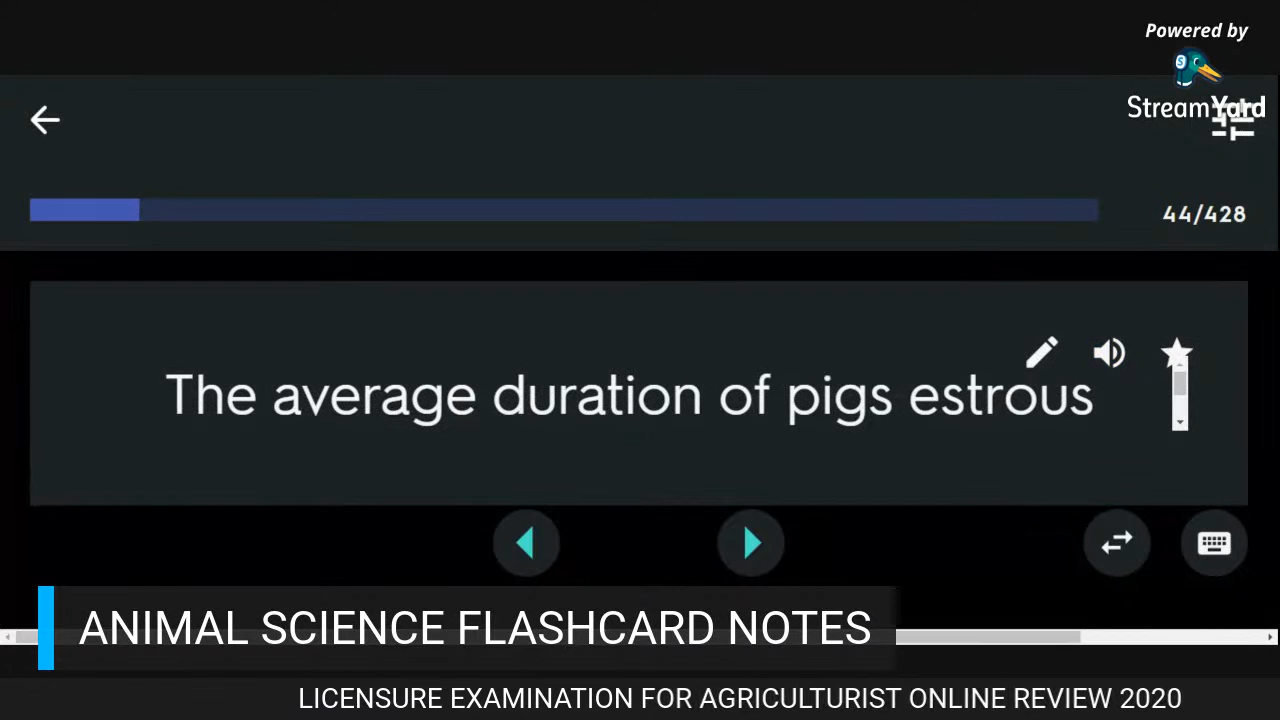 Powered by
StreamYard
44/428
The average duration of pigs estrous
ANIMAL SCIENCE FLASHCARD NOTES
LICENSURE EXAMINATION FOR AGRICULTURIST ONLINE REVIEW 2020